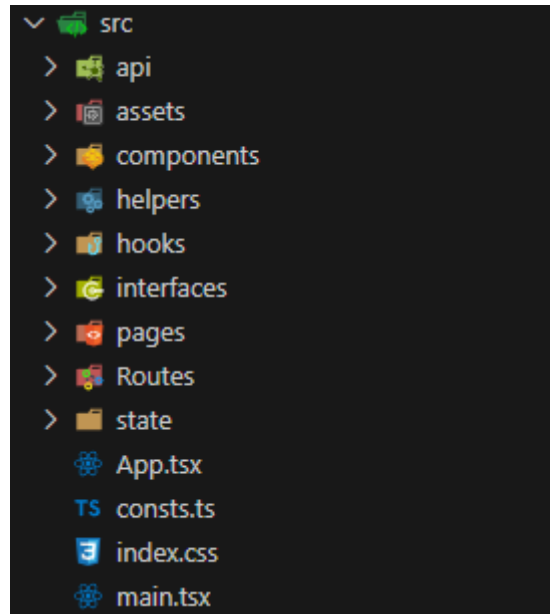 src
api
assets
components
helpers
hooks
interfaces
pages
Routes
state
App.tsx
TS consts.ts
index.css
main.tsx